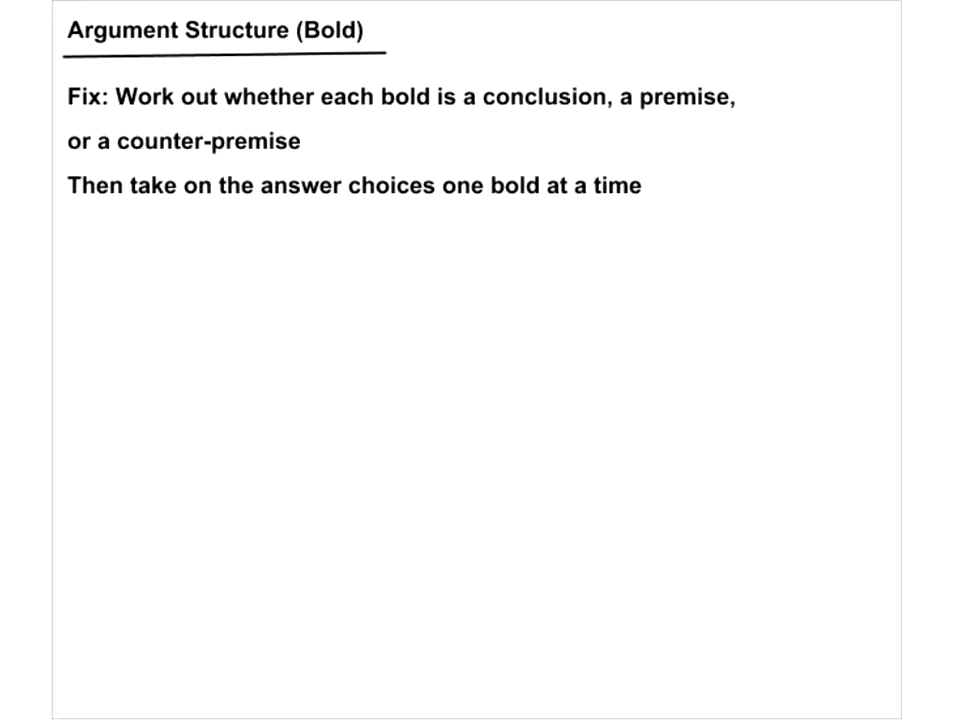 Argument Structure (Bold)
Fix: Work out whether each bold is a conclusion, a premise,
or a counter-premise
Then take on the answer choices one bold at a time